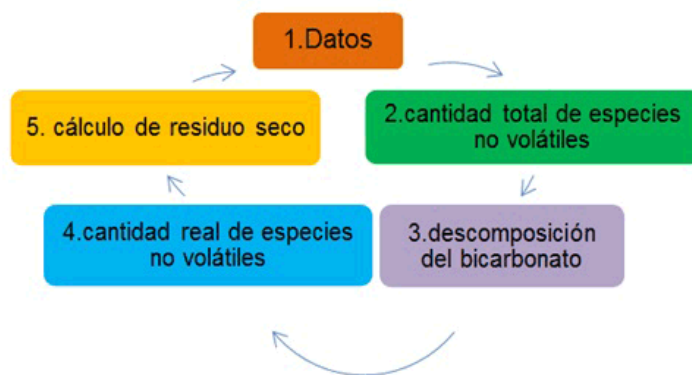 1.Datos
2.cantidad total de especies
no volátiles
3.descomposición
del bicarbonato
4.cantidad real de especies
no volátiles
5. cálculo de residuo seco